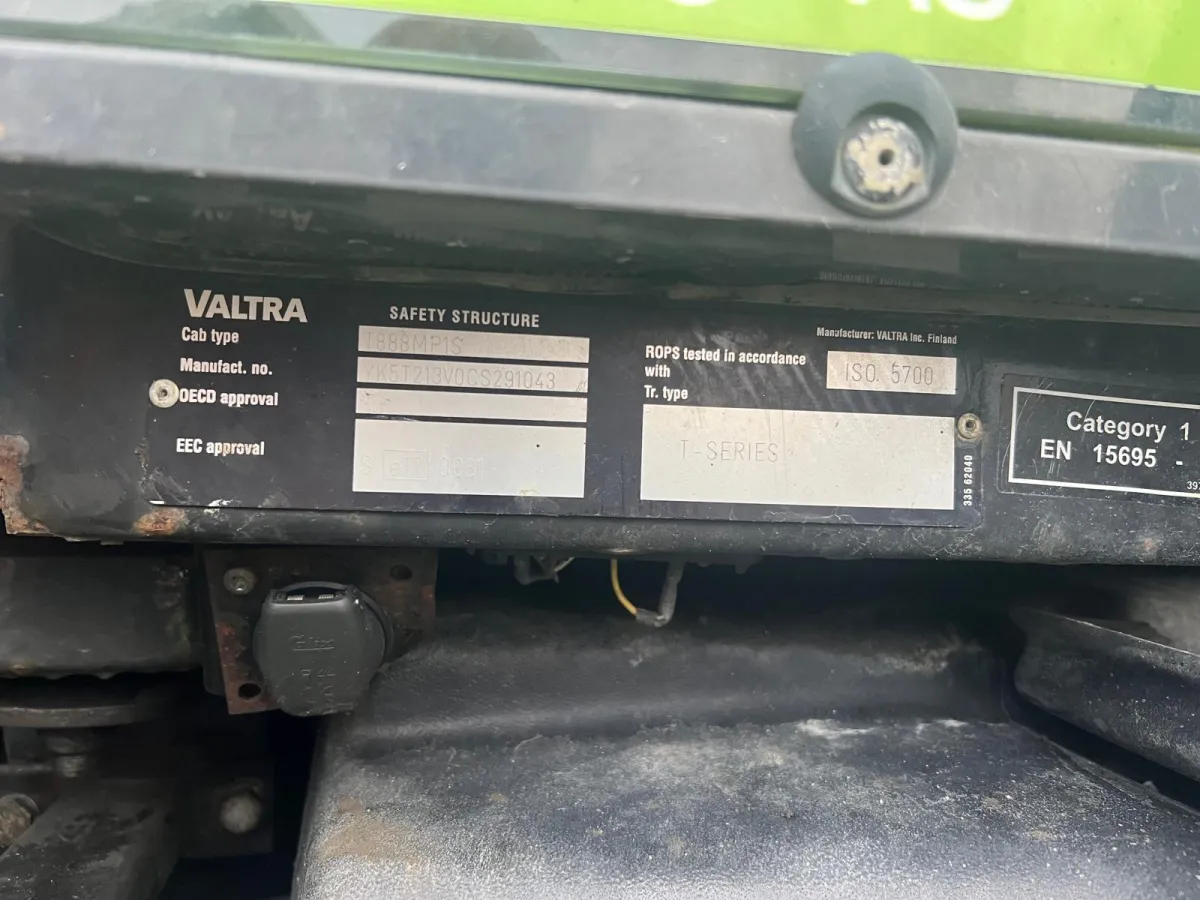 VALTRA
SAFETY STRUCTURE
Cab type
T888MP1S
Manufact. no.
YK5T213V0CS291043
OECD approval
EEC approval
Manufacturer: VALTRA Inc. Finland
ROPS tested in accordance
with
ISO. 5700
Tr. type
T-SERIES
335 62040
Category 1
EN 15695 -